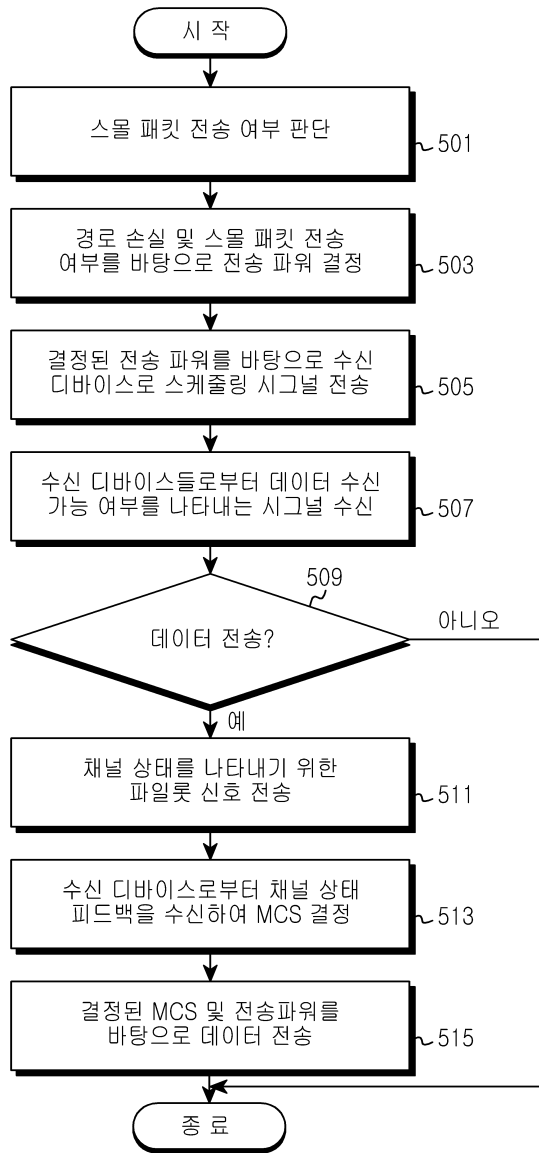 시 작
스몰 패킷 전송 여부 판단
501
경로 손실 및 스몰 패킷 전송
여부를 바탕으로 전송 파워 결정
503
결정된 전송 파워를 바탕으로 수신
디바이스로 스케줄링 시그널 전송
505
수신 디바이스들로부터 데이터 수신
가능 여부를 나타내는 시그널 수신
507
509
데이터 전송?
아니오
예
채널 상태를 나타내기 위한
파일롯 신호 전송
511
수신 디바이스로부터 채널 상태
피드백을 수신하여 MCS 결정
513
결정된 MCS 및 전송파워를
바탕으로 데이터 전송
515
종 료